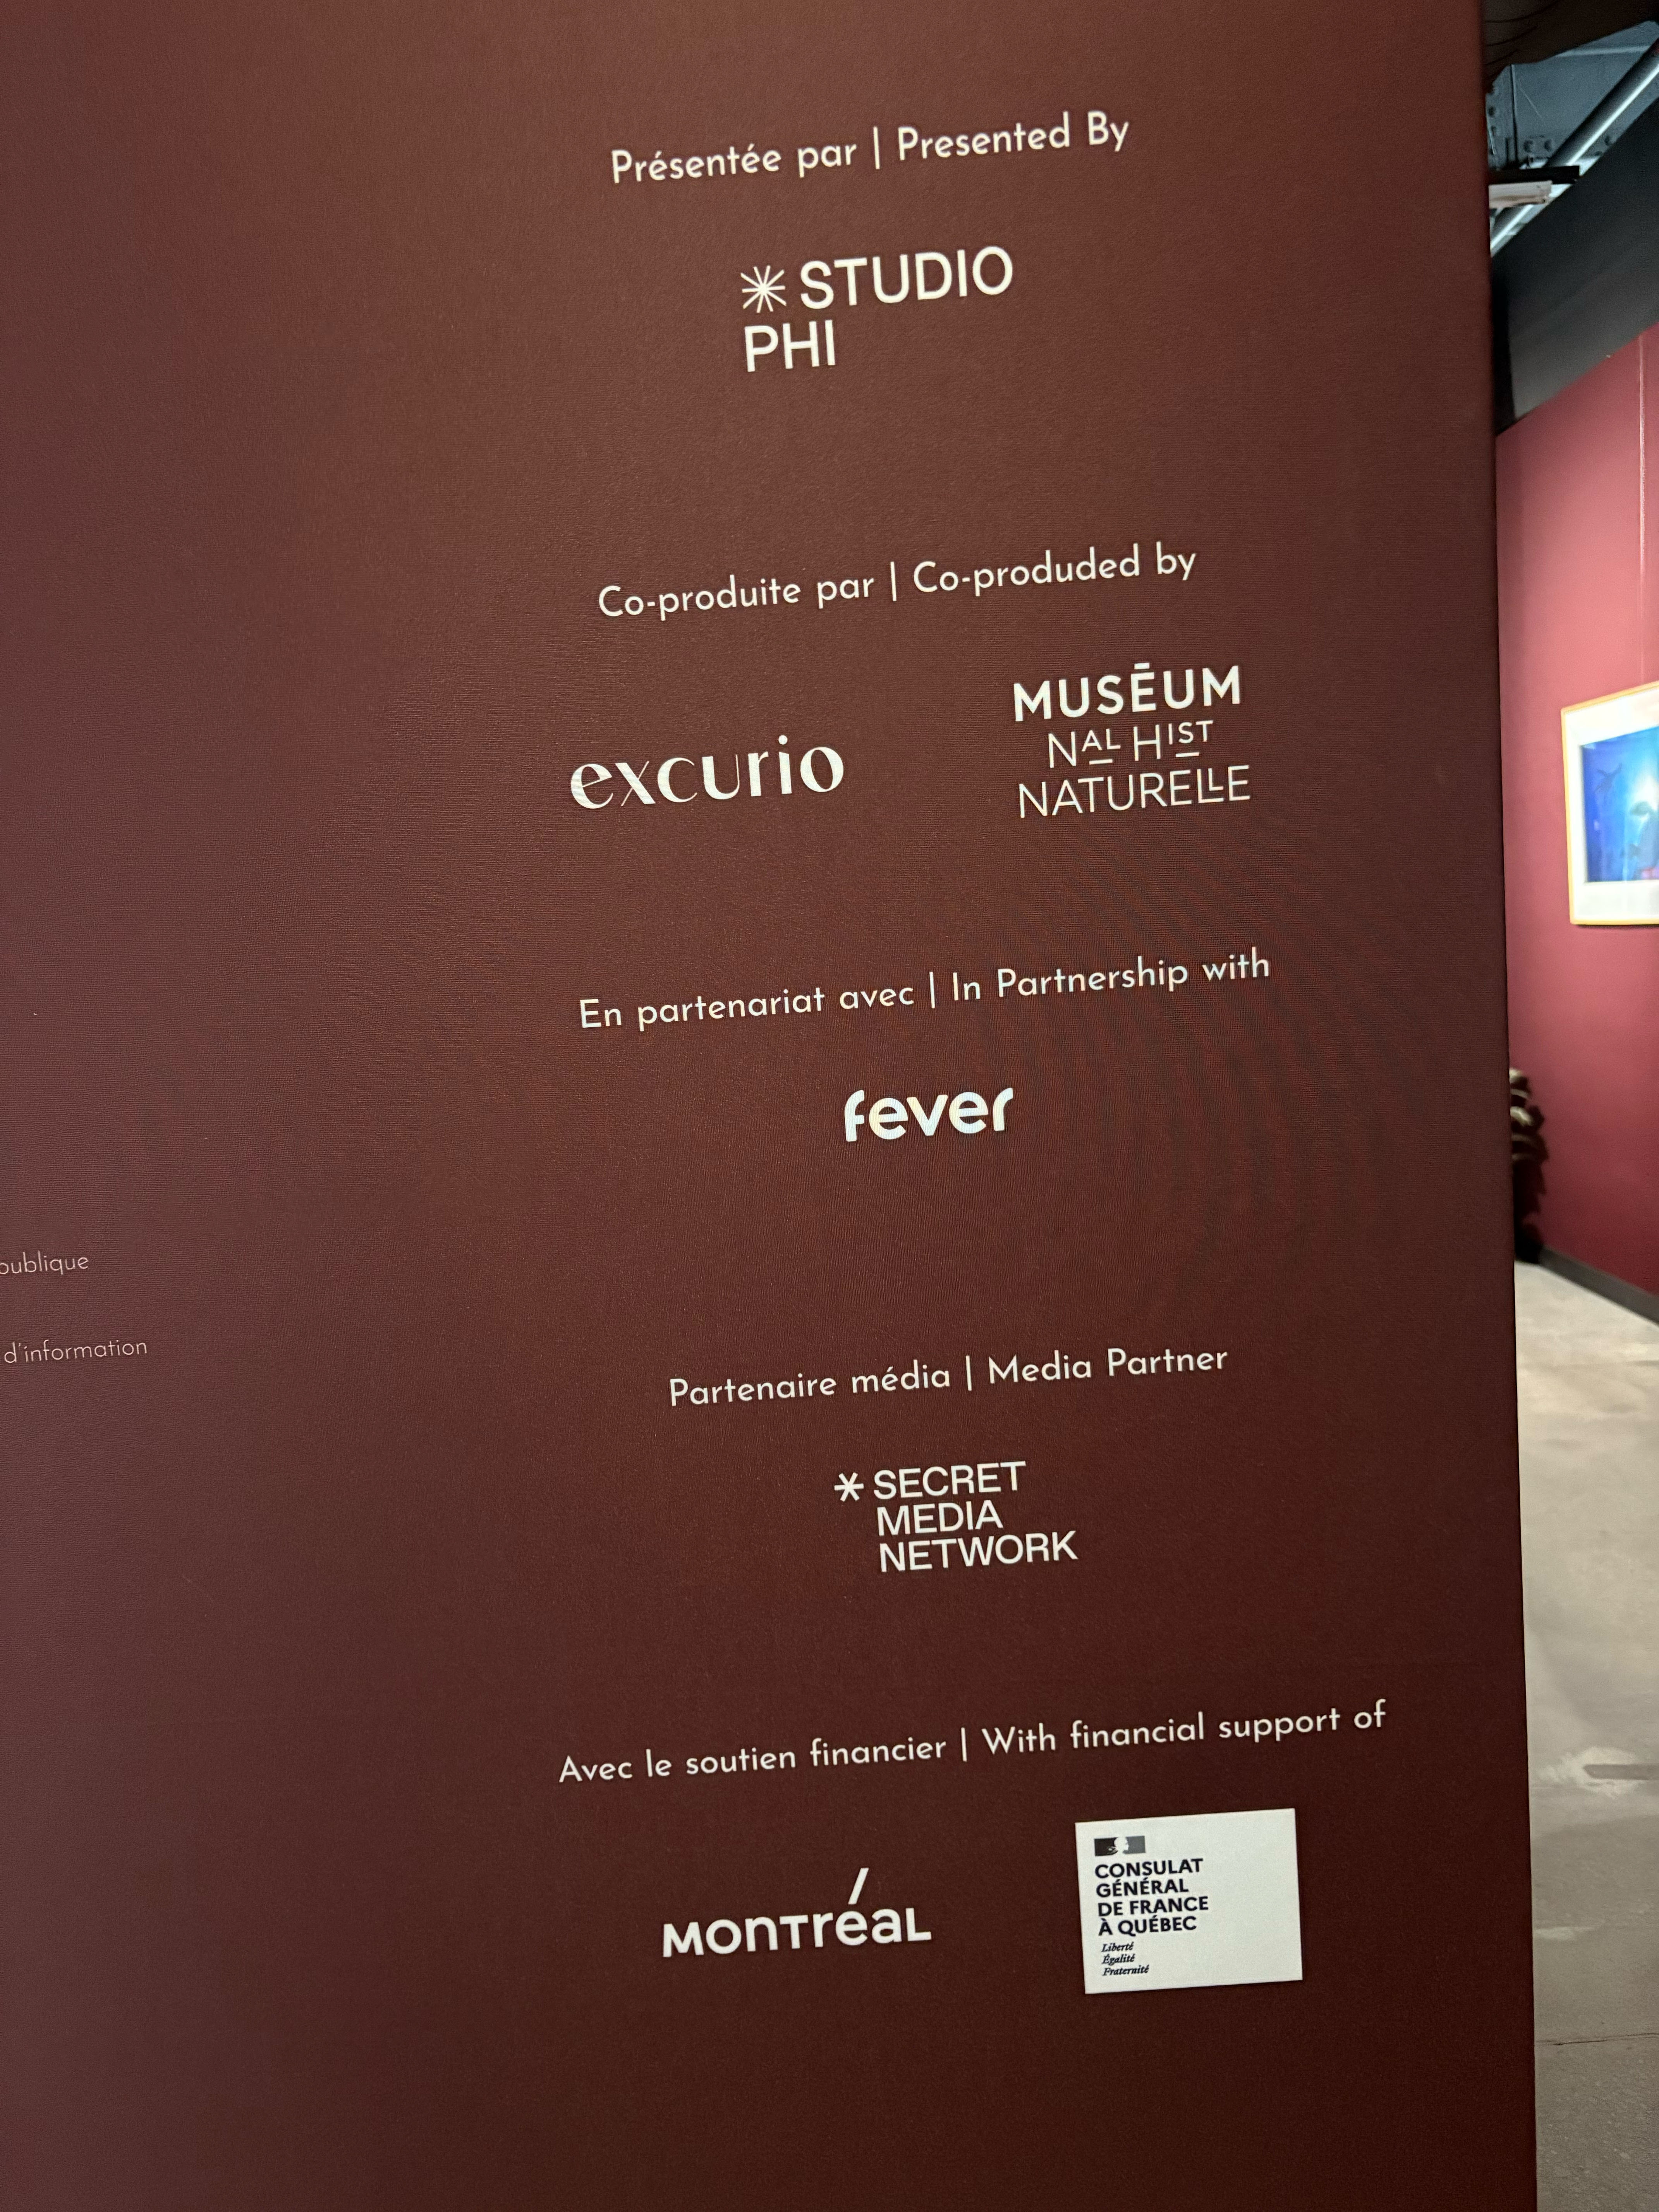 Présentée par | Presented By
STUDIO
PHI
Co-produite par | Co-produded by
excurio
MUSĒUM
NAL HIST
NATURELLE
En partenariat avec | In Partnership with
fever
publique
d'information
Partenaire média | Media Partner
* SECRET
MEDIA
NETWORK
Avec le soutien financier | With financial support of
Montréal
CONSULAT
GÉNÉRAL
DE FRANCE
À QUÉBEC
Liberté
Égalité
Fraternité